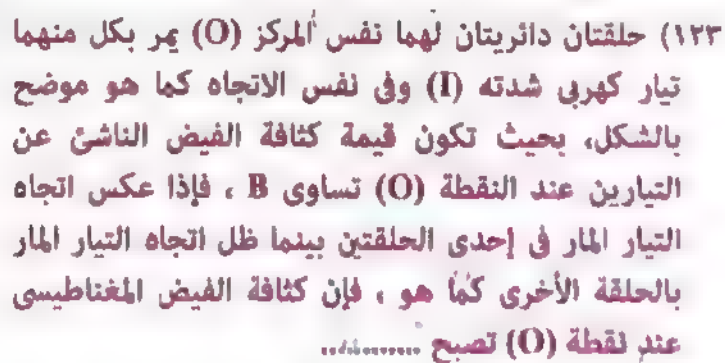 ١٢٣) حلقتان دائريتان لهما نفس المركز (O) يمر بكل منهما
تيار كهربى شدته (I) وفى نفس الاتجاه كما هو موضح
بالشكل، بحيث تكون قيمة كثافة الفيض الناشئ عن
التيارين عند النقطة (O) تساوى B ، فإذا عكس اتجاه
التيار المار فى إحدى الحلقتين بينما ظل اتجاه التيار المار
بالحلقة الأخرى كما هو ، فإن كثافة الفيض المغناطيسى
عند نقطة (O) تصبح ............